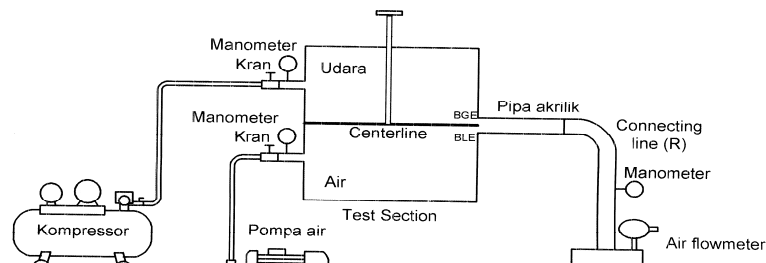 Manometer
Kran
Udara
Manometer
Kran
Centerline
BGE
BLE
Pipa akrilik
Connecting
line (R)
Manometer
Air
Test Section
Kompressor
Pompa air
Air flowmeter